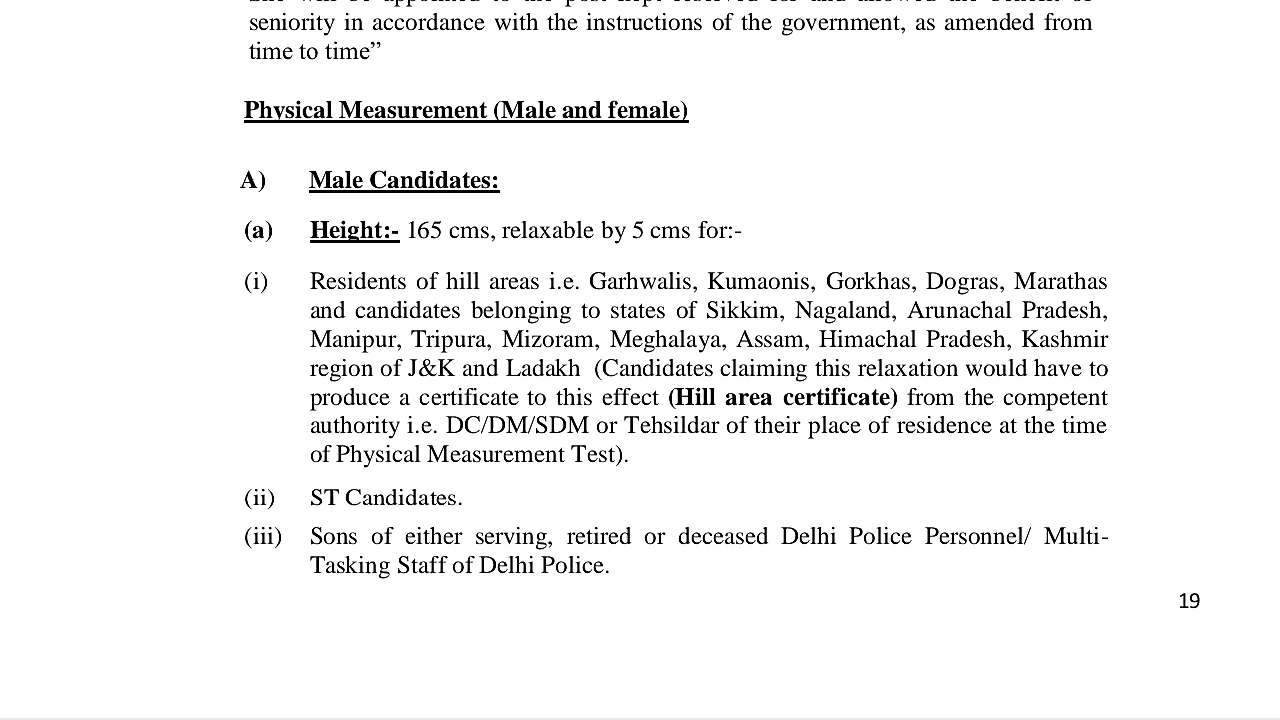 seniority in accordance with the instructions of the government, as amended from
time to time”
Physical Measurement (Male and female)
A) Male Candidates:
(a) Height:- 165 cms, relaxable by 5 cms for:-
(i) Residents of hill areas i.e. Garhwalis, Kumaonis, Gorkhas, Dogras, Marathas
and candidates belonging to states of Sikkim, Nagaland, Arunachal Pradesh,
Manipur, Tripura, Mizoram, Meghalaya, Assam, Himachal Pradesh, Kashmir
region of J&K and Ladakh (Candidates claiming this relaxation would have to
produce a certificate to this effect (Hill area certificate) from the competent
authority i.e. DC/DM/SDM or Tehsildar of their place of residence at the time
of Physical Measurement Test).
(ii) ST Candidates.
(iii) Sons of either serving, retired or deceased Delhi Police Personnel/ Multi-
Tasking Staff of Delhi Police.
19